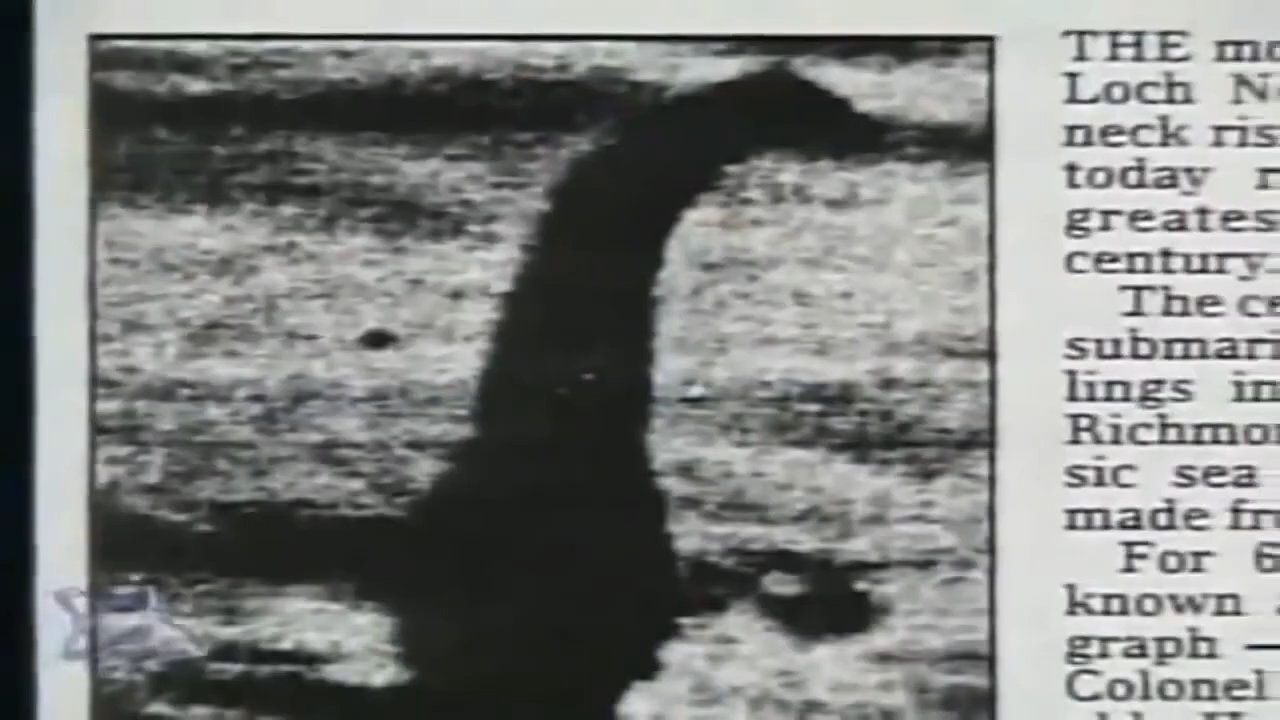 THE mo
Loch N
neck ris
today r
greates
century.
The ce
submari
lings in
Richmo
sic sea
made fr
For 6
known
graph —
Colonel